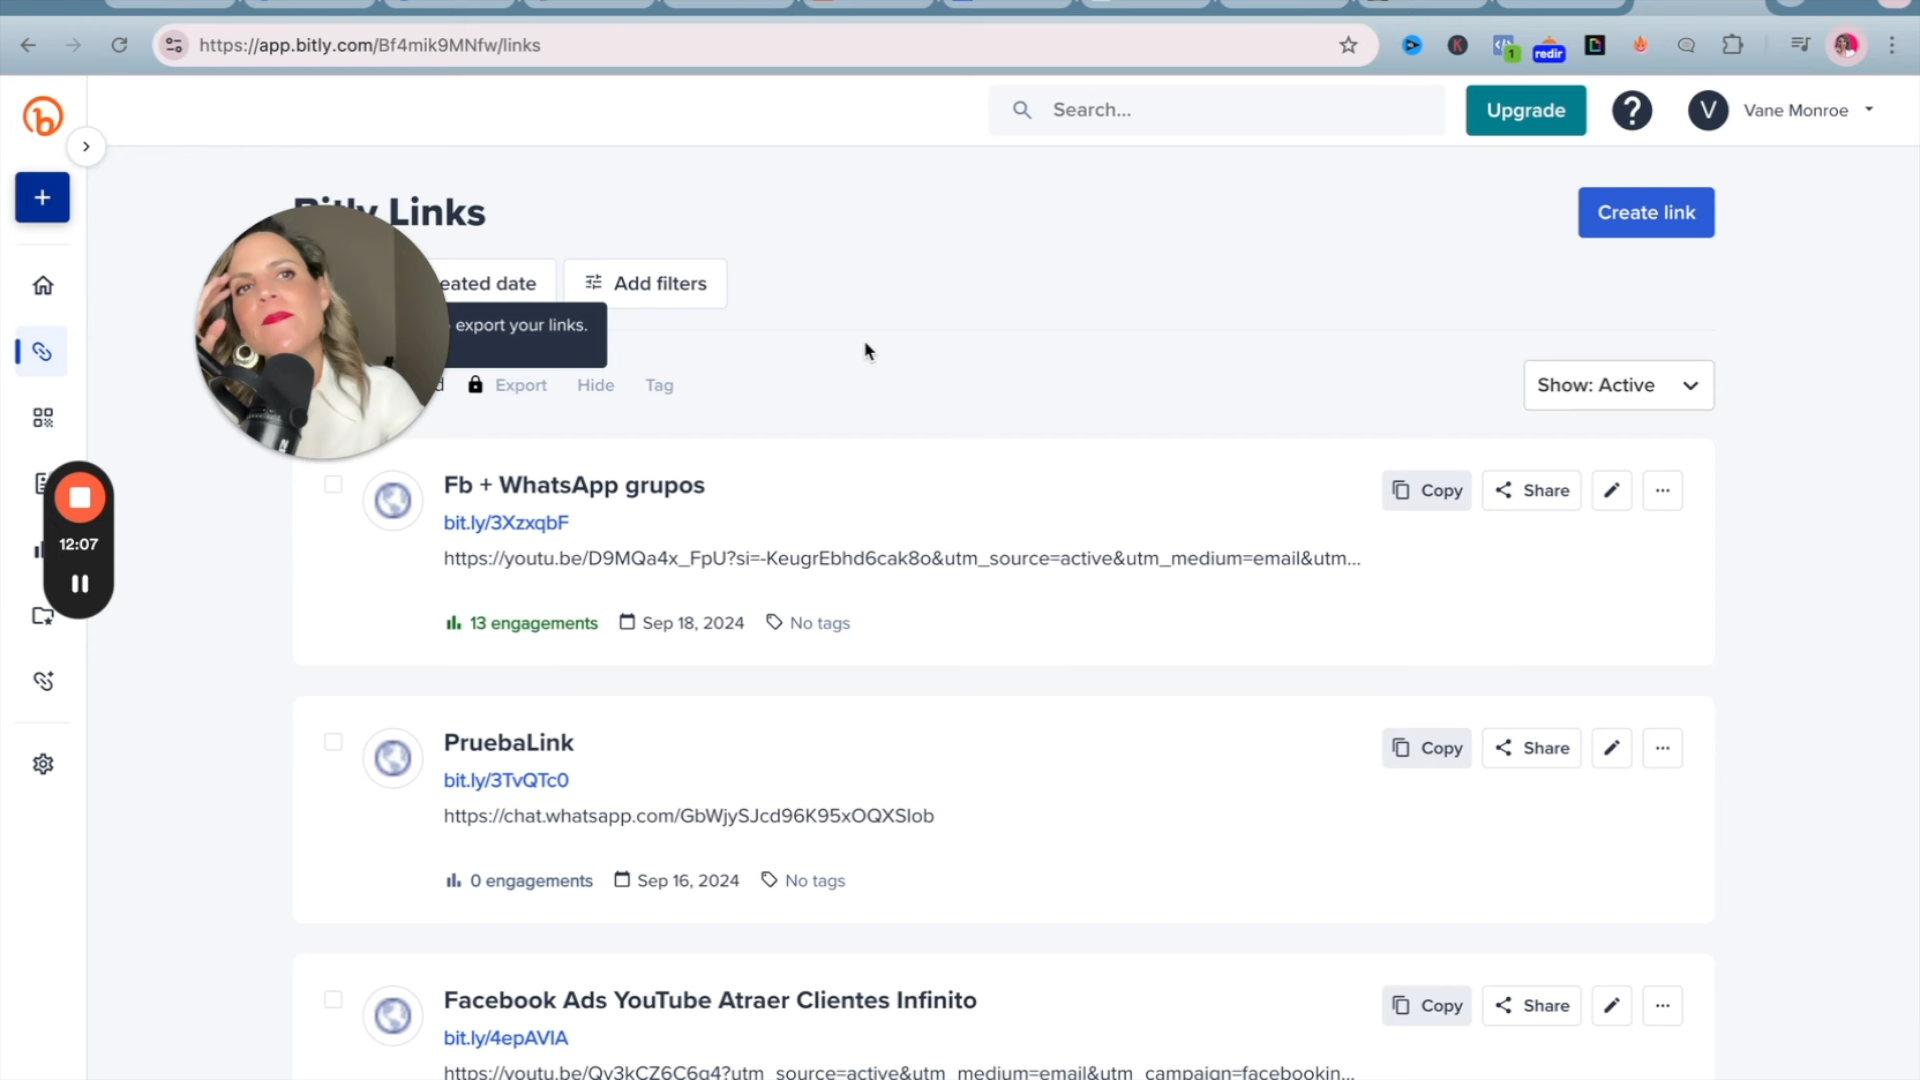 https://app.bitly.com/Bf4mik9MNfw/links
1
redir
Search...
Upgrade
?
V
Vane Monroe
Bitly Links
Create link
eated date
Add filters
export your links.
d
Export
Hide
Tag
Show: Active
12:07
Fb + WhatsApp grupos
bit.ly/3XzxqbF
https://youtu.be/D9MQa4x_FpU?si=-KeugrEbhd6cak8o&utm_source=active&utm_medium=email&utm...
13 engagements
Sep 18, 2024
No tags
Copy
Share
PruebaLink
bit.ly/3TvQTc0
https://chat.whatsapp.com/GbWjySJcd96K95xOQXSIob
0 engagements
Sep 16, 2024
No tags
Copy
Share
Facebook Ads YouTube Atraer Clientes Infinito
bit.ly/4epAVIA
https://youtu.be/Qv3kCZ6C6g4?utm_source=active&utm_medium=email&utm_campaign=facebookin...
Copy
Share